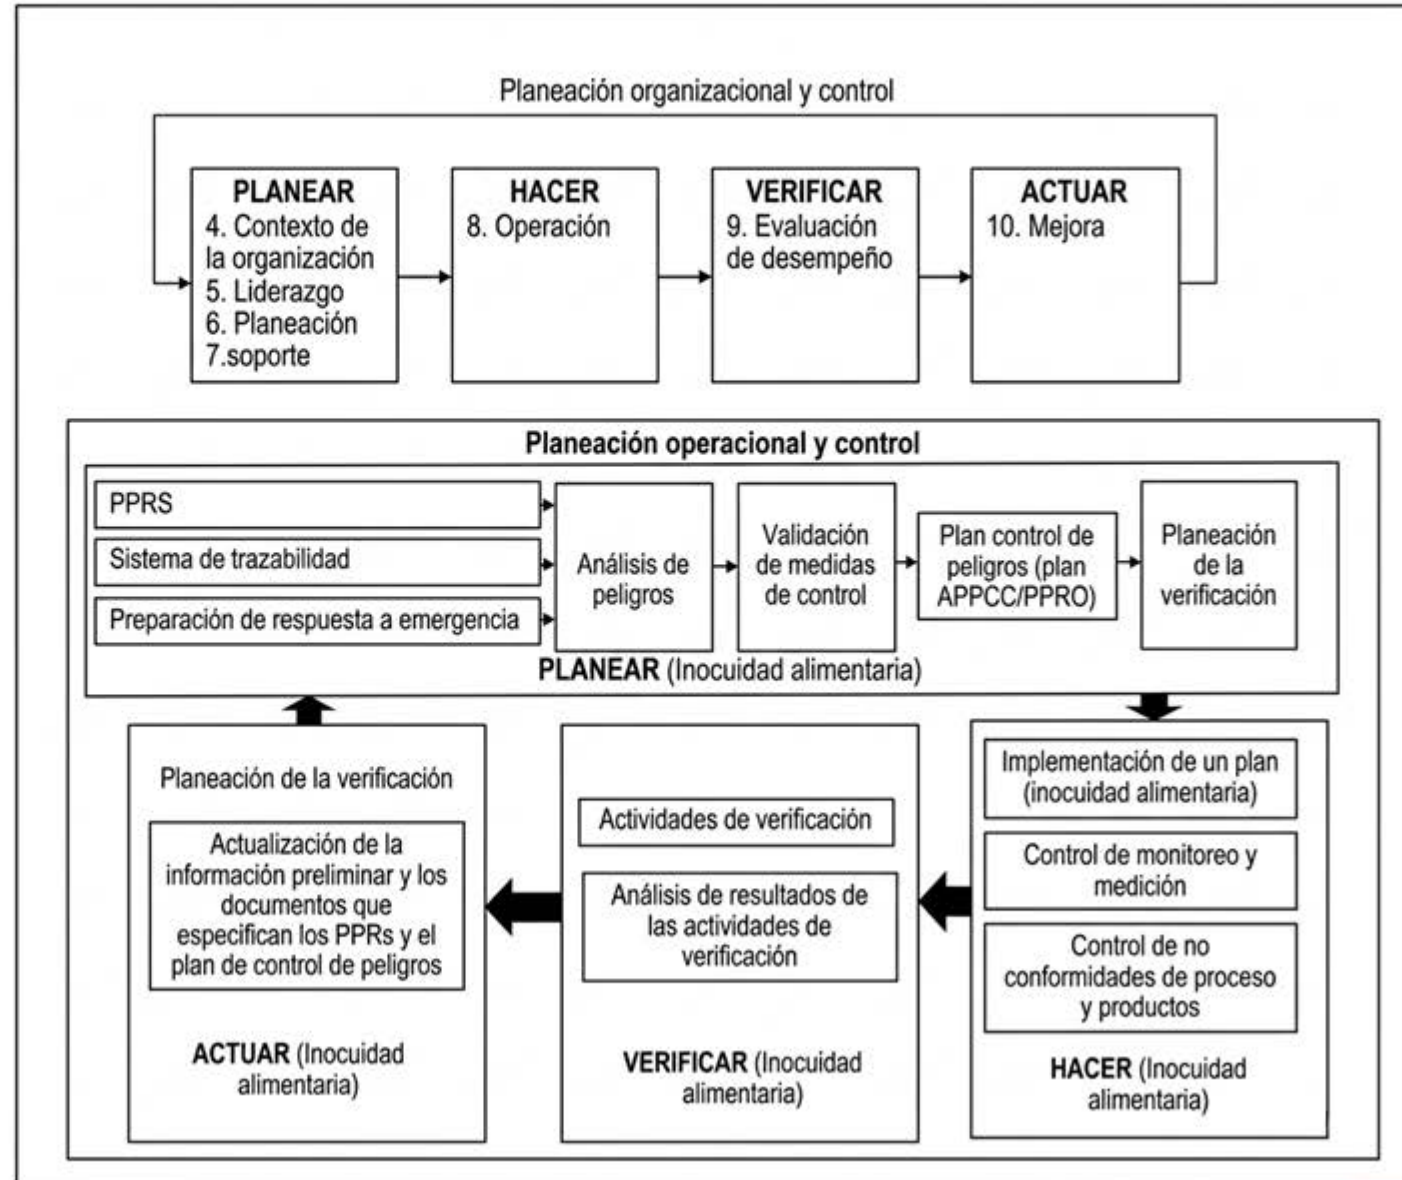 Planeación organizacional y control
PLANEAR
4. Contexto de
la organización
5. Liderazgo
6. Planeación
7.soporte
HACER
8. Operación
VERIFICAR
9. Evaluación
de desempeño
ACTUAR
10. Mejora
Planeación operacional y control
PPRS
Sistema de trazabilidad
Preparación de respuesta a emergencia
Análisis de
peligros
Validación
de medidas
de control
Plan control de
peligros (plan
APPCC/PPRO)
Planeación
de la
verificación
PLANEAR (Inocuidad alimentaria)
Planeación de la verificación
Actualización de la
información preliminar y los
documentos que
especifican los PPRs y el
plan de control de peligros
ACTUAR (Inocuidad
alimentaria)
Actividades de verificación
Análisis de resultados de
las actividades de
verificación
VERIFICAR (Inocuidad
alimentaria)
Implementación de un plan
(inocuidad alimentaria)
Control de monitoreo y
medición
Control de no
conformidades de proceso
y productos
HACER (Inocuidad
alimentaria)